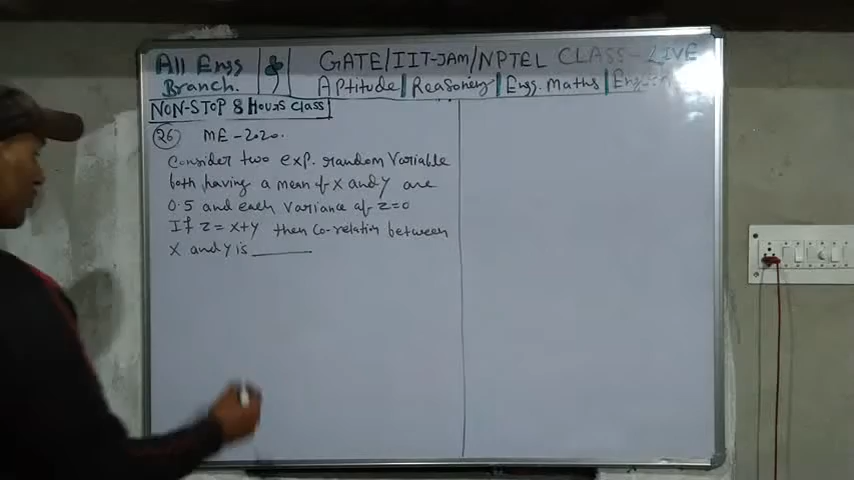 All Engg
Branch.
GATE/IIT-JAM/NPTEL CLASS-LIVE
Aptitude | Reasoning | Engg. Maths |
NON-STOP 8 Hours Class
26 ME-2020.
Consider two exp. random Variable
both having a mean of X and Y are
0.5 and each variance of Z=0
If Z = X+Y then Co-relation between
X and Y is ______